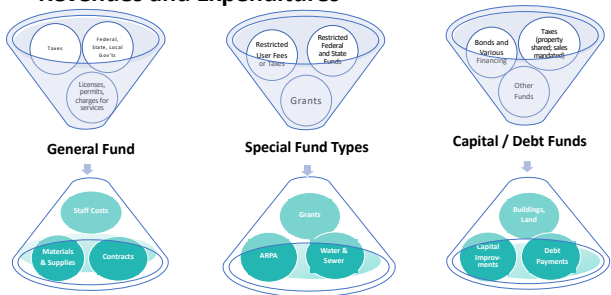 Revenues and Expenditures
Taxes
Federal,
State, Local
Gov'ts
Licenses,
permits,
charges for
services
General Fund
Staff Costs
Materials
& Supplies
Contracts
Restricted
User Fees
or Taxes
Restricted
Federal
and State
Funds
Grants
Special Fund Types
Grants
ARPA
Water &
Sewer
Bonds and
Various
Financing
Taxes
(property
shared; sales
mandated)
Other
Funds
Capital / Debt Funds
Buildings,
Land
Capital
Improv-
ments
Debt
Payments